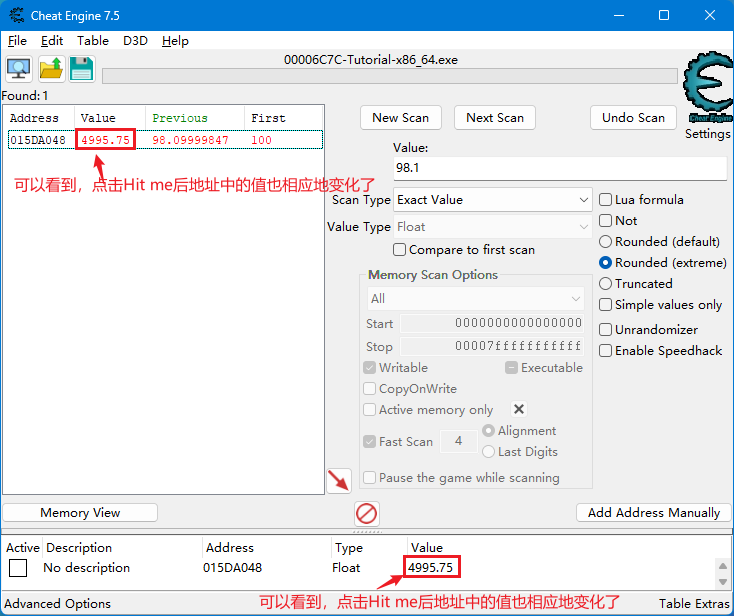 Cheat Engine 7.5
File Edit Table D3D Help
00006C7C-Tutorial-x86_64.exe
Found: 1
Address Value Previous First
015DA048 4995.75 98.09999847 100
可以看到，点击Hit me后地址中的值也相应地变化了
New Scan Next Scan Undo Scan
Cheat Engine
Settings
Value:
98.1
Scan Type Exact Value
Value Type Float
Compare to first scan
Lua formula
Not
Rounded (default)
Rounded (extreme)
Truncated
Simple values only
Unrandomizer
Enable Speedhack
Memory Scan Options
All
Start 0000000000000000
Stop 00007fffffffffff
Writable Executable
CopyOnWrite
Active memory only
Fast Scan 4 Alignment
Last Digits
Pause the game while scanning
Memory View Add Address Manually
Active Description Address Type Value
No description 015DA048 Float 4995.75
可以看到，点击Hit me后地址中的值也相应地变化了
Advanced Options Table Extras